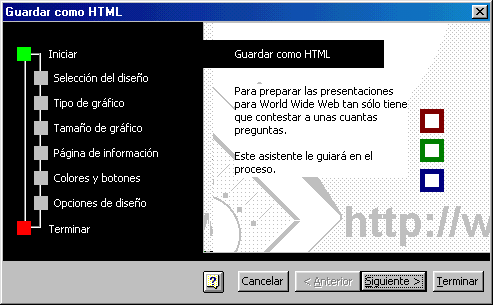 Guardar como HTML
Iniciar
Selección del diseño
Tipo de gráfico
Tamaño de gráfico
Página de información
Colores y botones
Opciones de diseño
Terminar
Guardar como HTML
Para preparar las presentaciones
para World Wide Web tan sólo tiene
que contestar a unas cuantas
preguntas.
Este asistente le guiará en el
proceso.
http://w
?
Cancelar
< Anterior
Siguiente >
Terminar